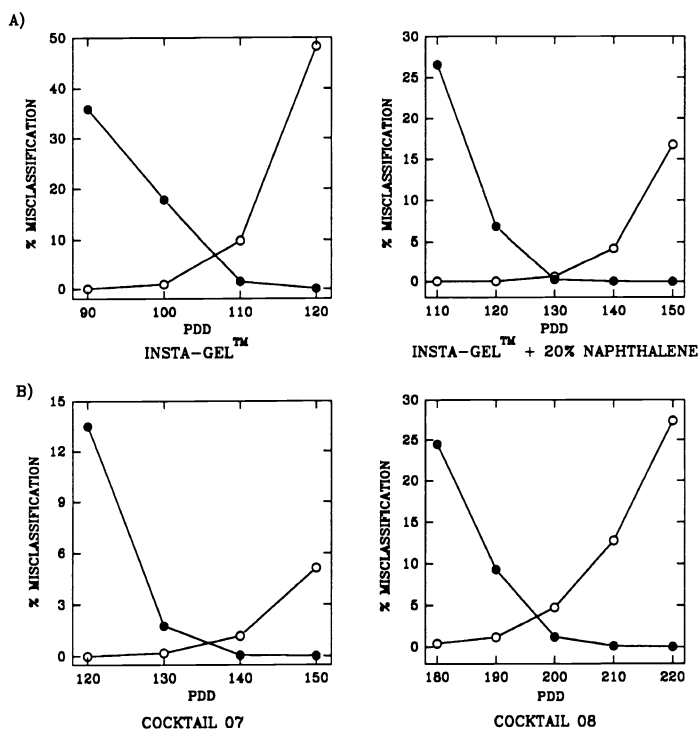 A)
50
40
30
20
10
0
% MISCLASSIFICATION
90 100 110 120
PDD
INSTA-GEL™
30
25
20
15
10
5
0
% MISCLASSIFICATION
110 120 130 140 150
PDD
INSTA-GEL™ + 20% NAPHTHALENE
B)
15
12
9
6
3
0
% MISCLASSIFICATION
120 130 140 150
PDD
COCKTAIL 07
30
25
20
15
10
5
0
% MISCLASSIFICATION
180 190 200 210 220
PDD
COCKTAIL 08